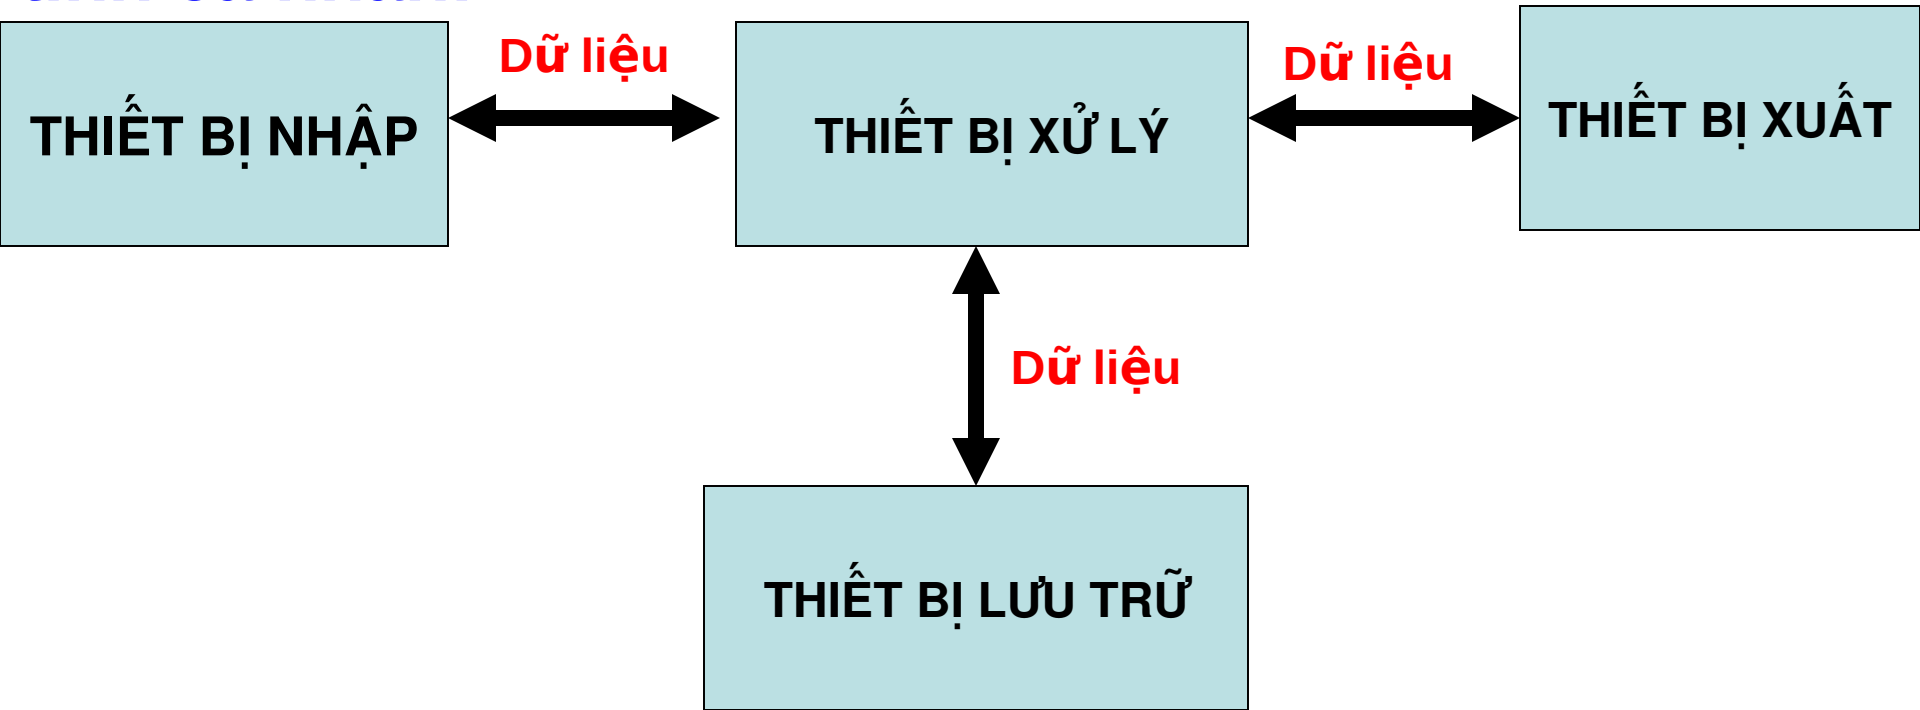 Dữ liệu
Dữ liệu
THIẾT BỊ NHẬP
THIẾT BỊ XỬ LÝ
THIẾT BỊ XUẤT
Dữ liệu
THIẾT BỊ LƯU TRỮ